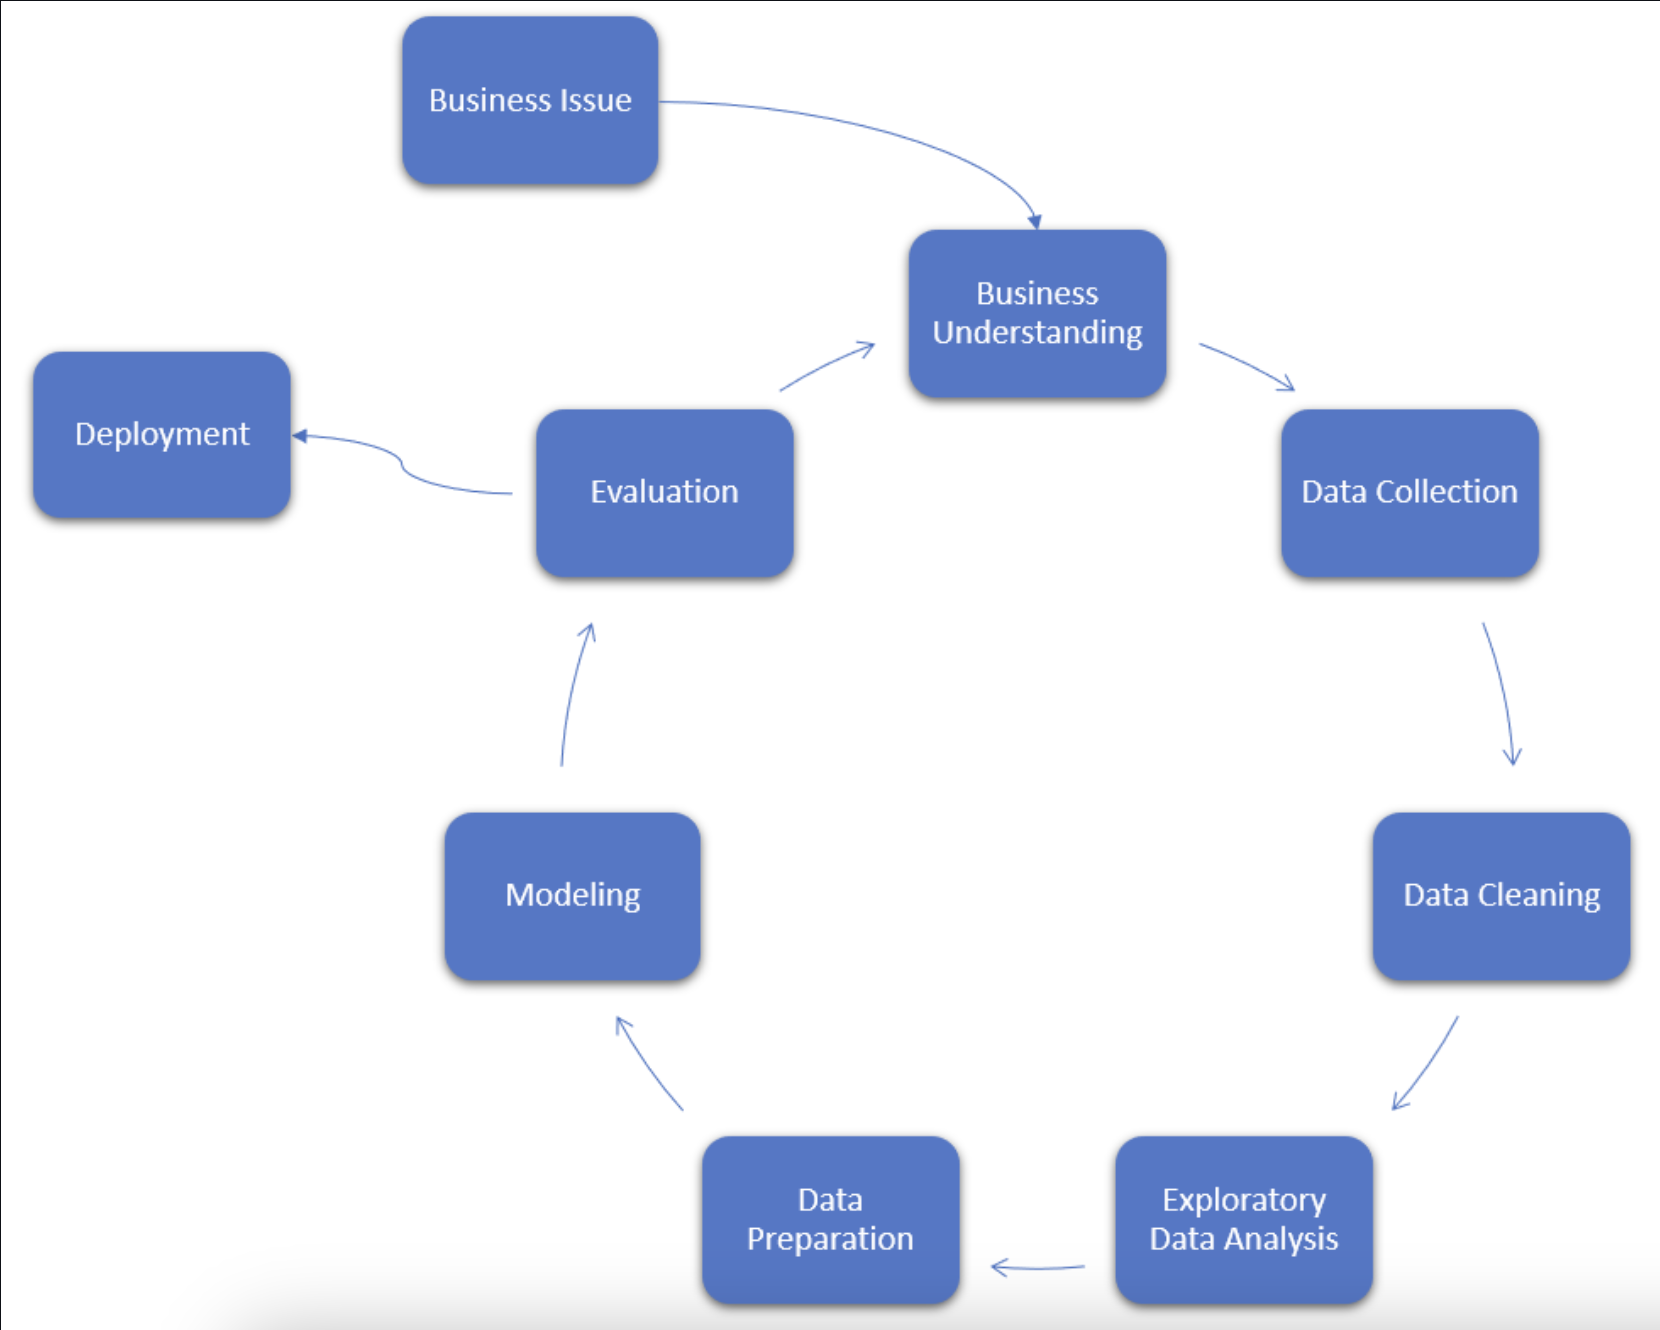 Business Issue
Business
Understanding
Deployment
Evaluation
Data Collection
Modeling
Data Cleaning
Data
Preparation
Exploratory
Data Analysis